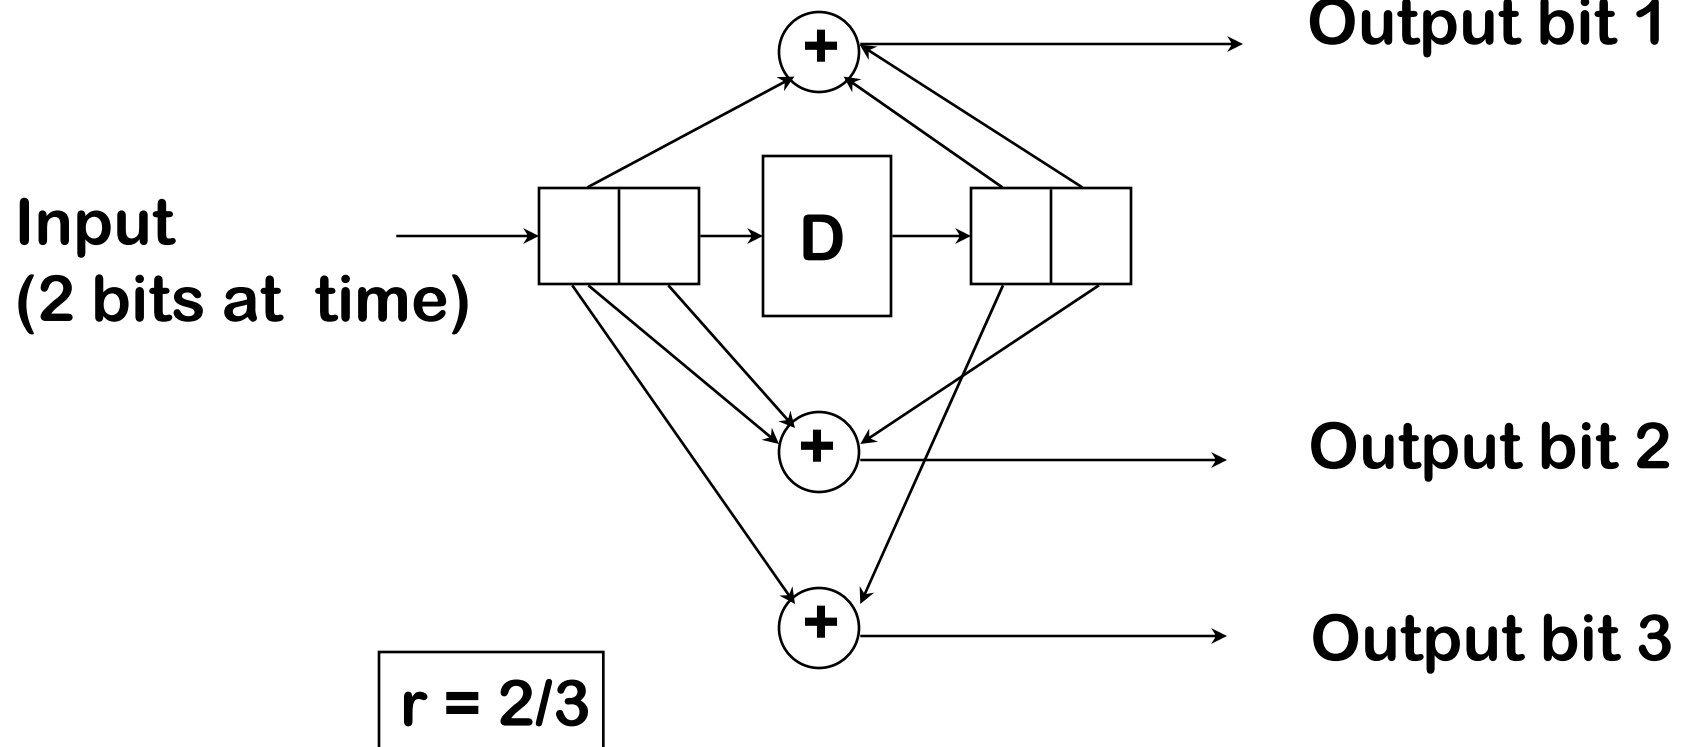 +
Output bit 1
Input
(2 bits at time)
D
+
Output bit 2
+
Output bit 3
r = 2/3